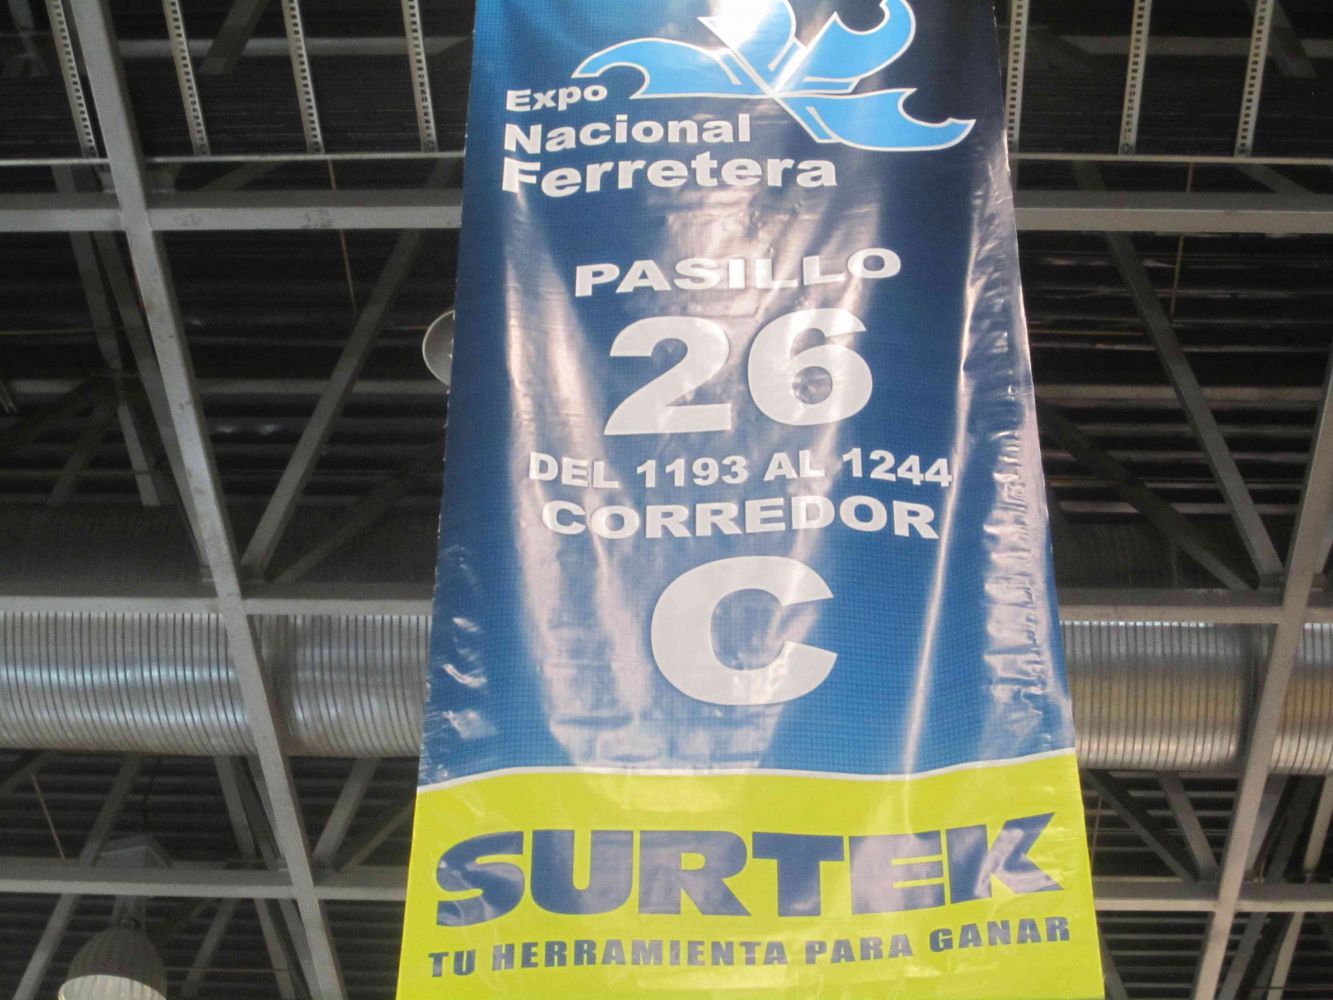 Expo
Nacional
Ferretera
PASILLO
26
DEL 1193 AL 1244
CORREDOR
C
SURTEK
TU HERRAMIENTA PARA GANAR